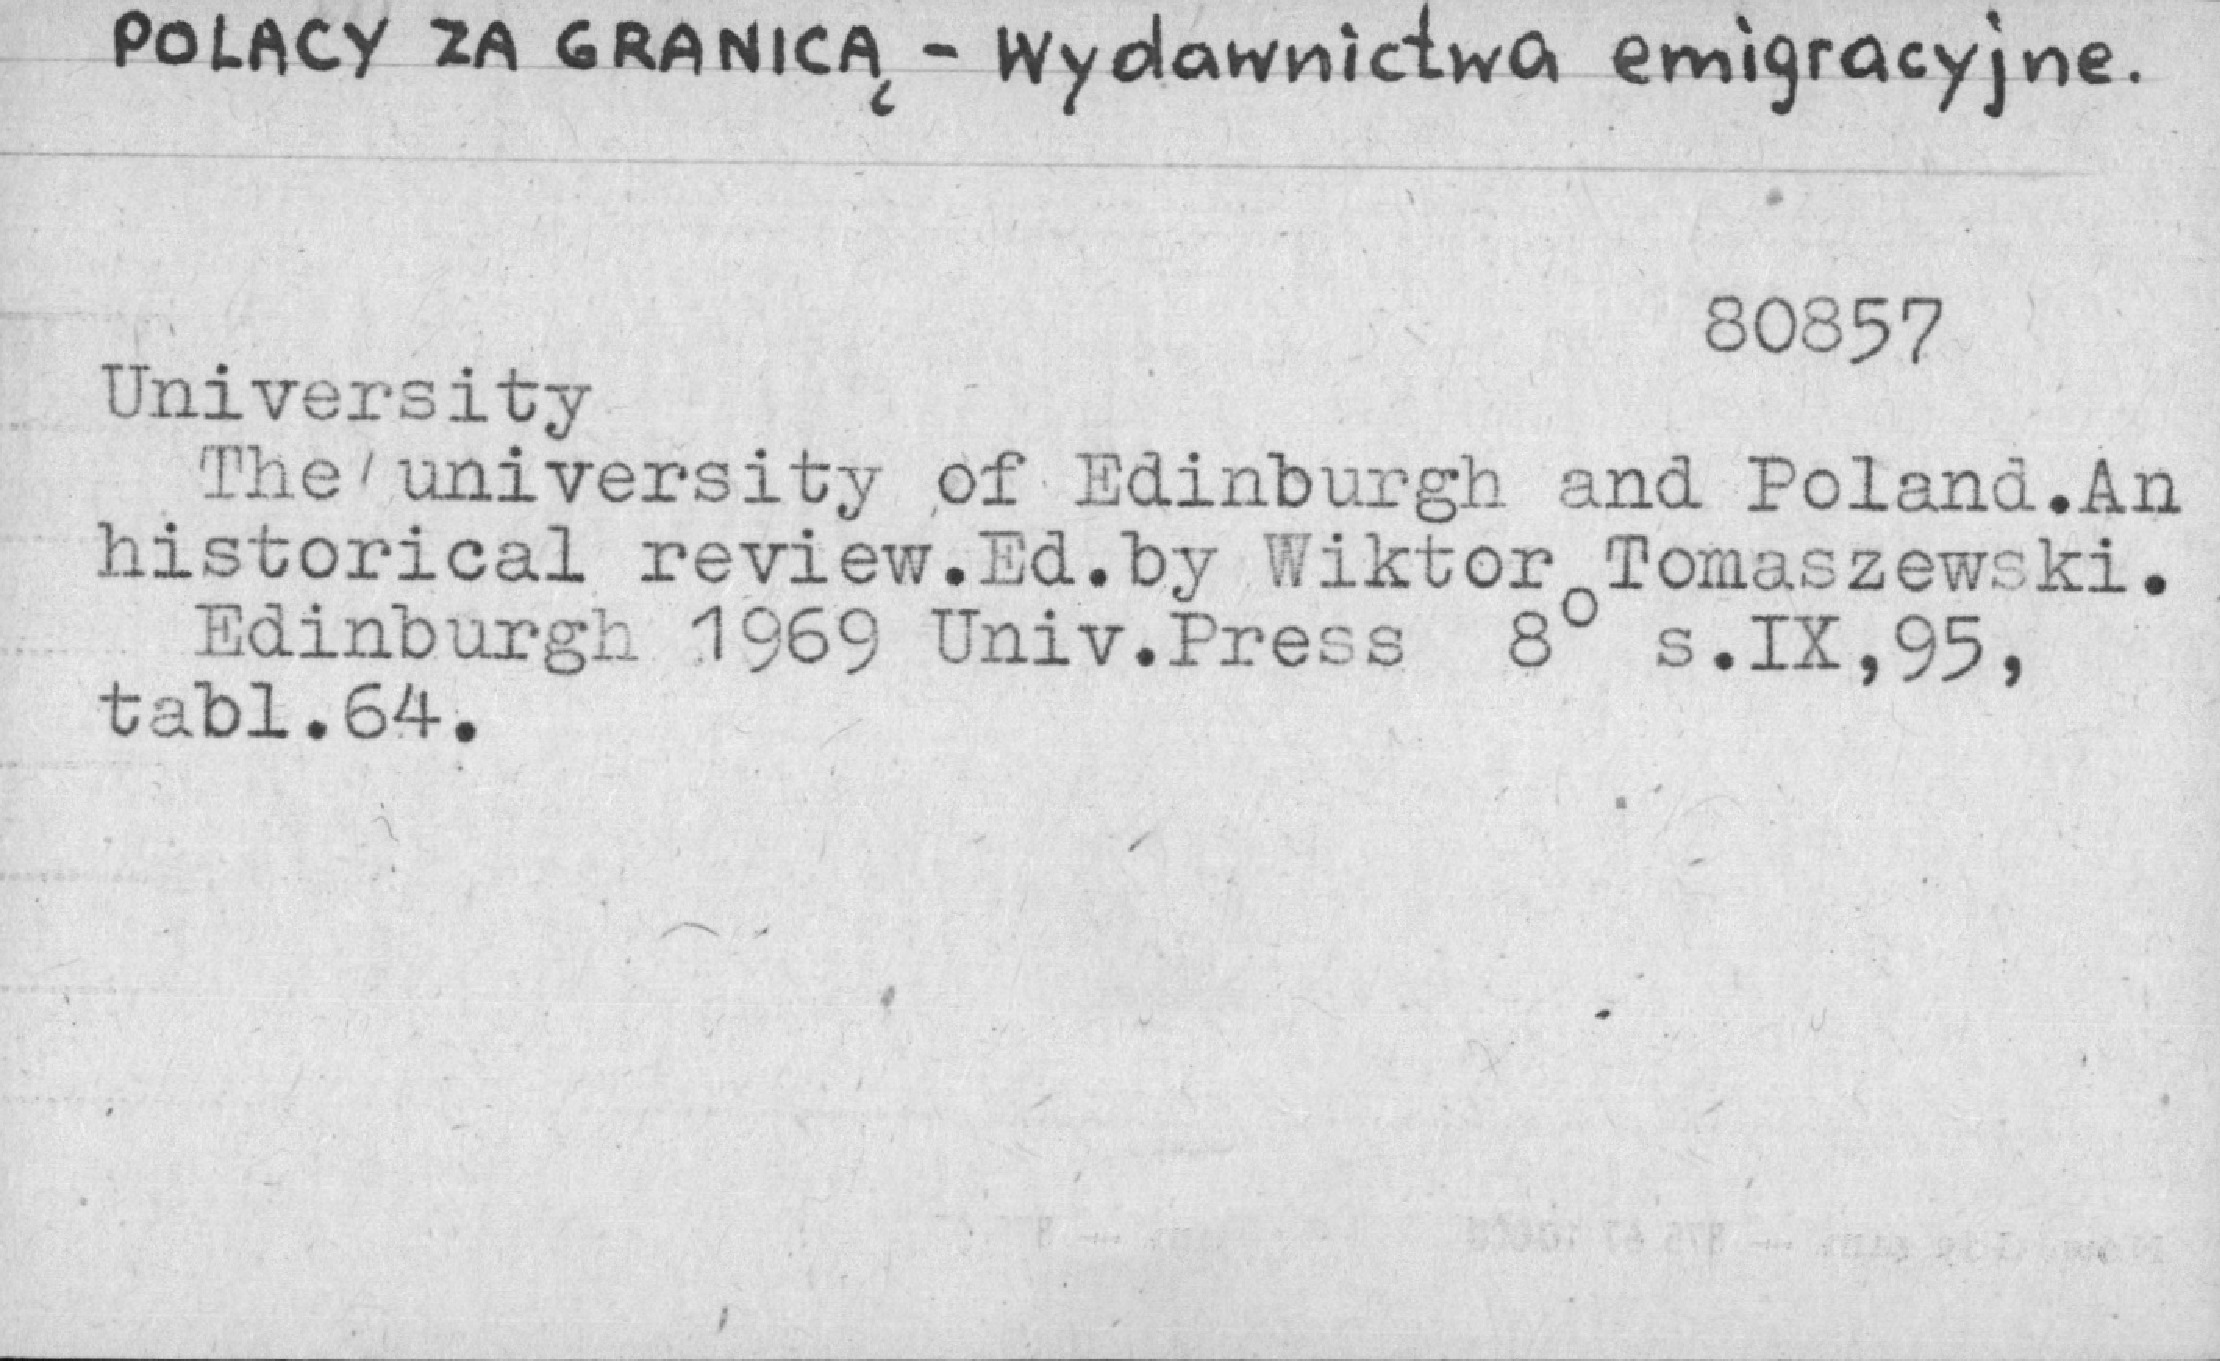 POLACY ZA GRANICĄ - Wydawnictwa emigracyjne.
80857
University
The university of Edinburgh and Poland.An
historical review.Ed.by Wiktor Tomaszewski.
Edinburgh 1969 Univ.Press 8° s.IX,95,
tabl.64.